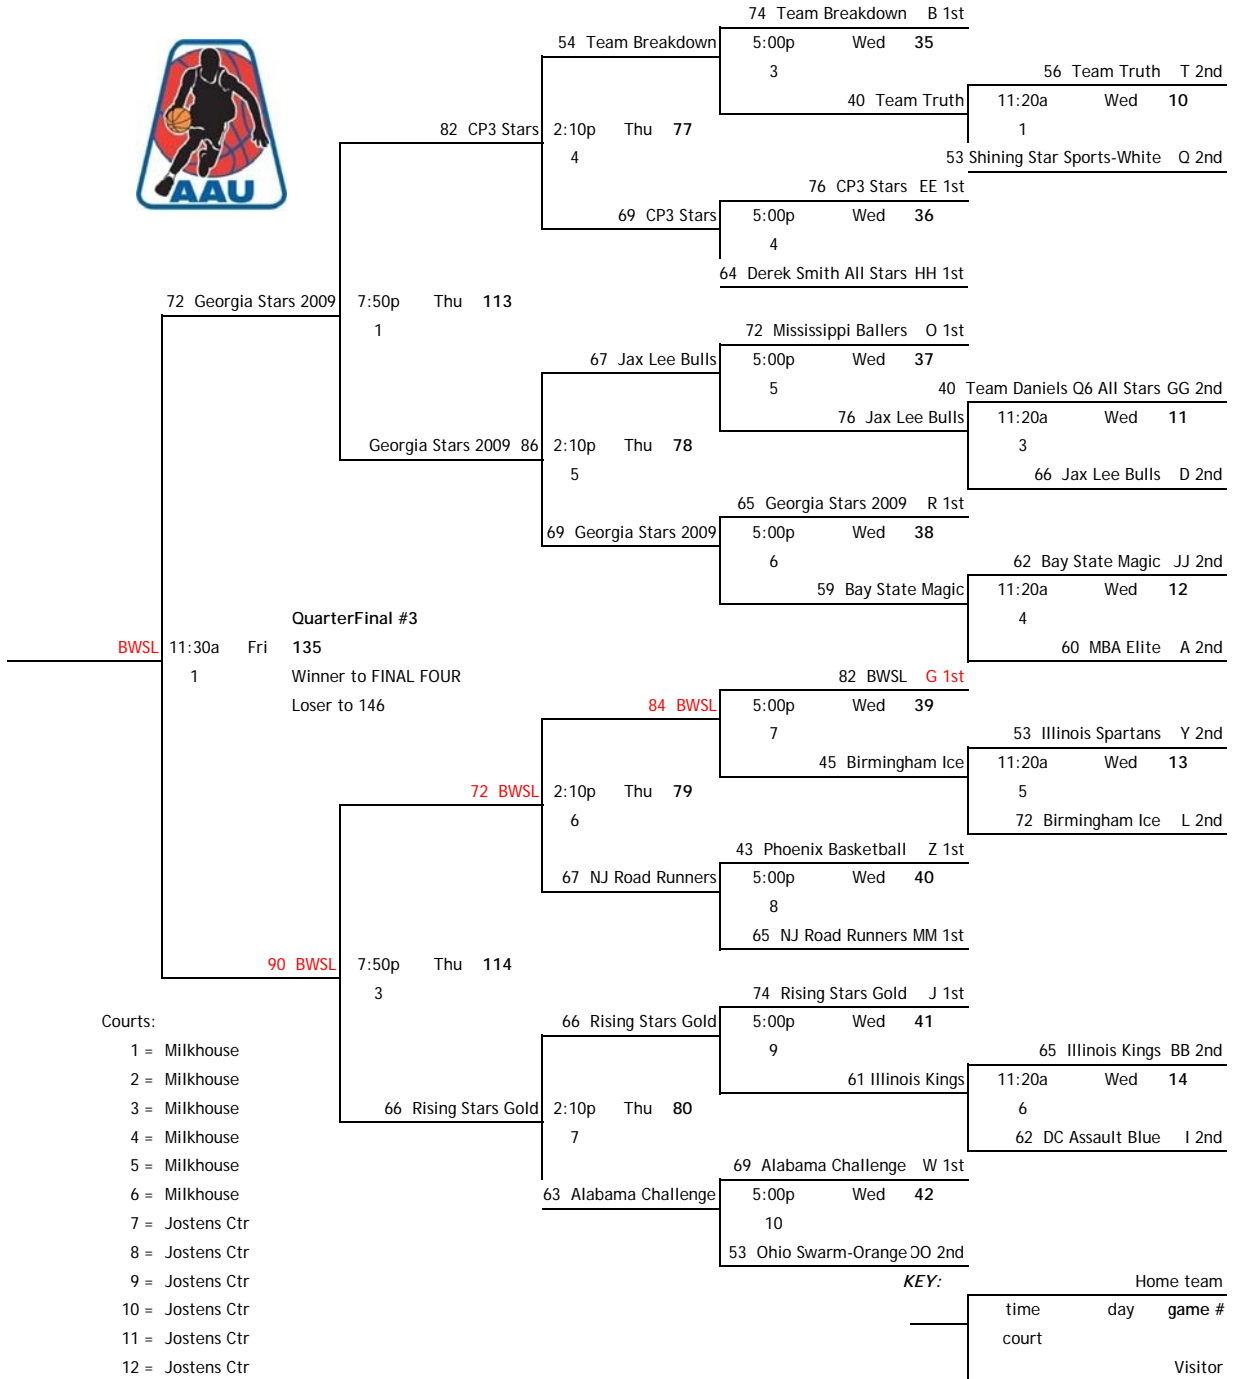 74 Team Breakdown B 1st
54 Team Breakdown 5:00p Wed 35
3 56 Team Truth T 2nd
40 Team Truth 11:20a Wed 10
82 CP3 Stars 2:10p Thu 77 1
4 53 Shining Star Sports-White Q 2nd
AAU
76 CP3 Stars EE 1st
69 CP3 Stars 5:00p Wed 36
4
64 Derek Smith All Stars HH 1st
72 Georgia Stars 2009 7:50p Thu 113
1 72 Mississippi Ballers O 1st
67 Jax Lee Bulls 5:00p Wed 37
5 40 Team Daniels Q6 All Stars GG 2nd
76 Jax Lee Bulls 11:20a Wed 11
Georgia Stars 2009 86 2:10p Thu 78 3
5 66 Jax Lee Bulls D 2nd
65 Georgia Stars 2009 R 1st
69 Georgia Stars 2009 5:00p Wed 38
6 62 Bay State Magic JJ 2nd
59 Bay State Magic 11:20a Wed 12
QuarterFinal #3 4
BWSL 11:30a Fri 135 60 MBA Elite A 2nd
1 Winner to FINAL FOUR 82 BWSL G 1st
Loser to 146 84 BWSL 5:00p Wed 39
7 53 Illinois Spartans Y 2nd
45 Birmingham Ice 11:20a Wed 13
72 BWSL 2:10p Thu 79 5
6 72 Birmingham Ice L 2nd
43 Phoenix Basketball Z 1st
67 NJ Road Runners 5:00p Wed 40
8
65 NJ Road Runners MM 1st
90 BWSL 7:50p Thu 114
3 74 Rising Stars Gold J 1st
Courts: 66 Rising Stars Gold 5:00p Wed 41
1 = Milkhouse 9 65 Illinois Kings BB 2nd
2 = Milkhouse 61 Illinois Kings 11:20a Wed 14
3 = Milkhouse 66 Rising Stars Gold 2:10p Thu 80 6
4 = Milkhouse 7 62 DC Assault Blue I 2nd
5 = Milkhouse 69 Alabama Challenge W 1st
6 = Milkhouse 63 Alabama Challenge 5:00p Wed 42
7 = Jostens Ctr 10
8 = Jostens Ctr 53 Ohio Swarm-Orange OO 2nd
9 = Jostens Ctr KEY: Home team
10 = Jostens Ctr time day game #
11 = Jostens Ctr court
12 = Jostens Ctr Visitor